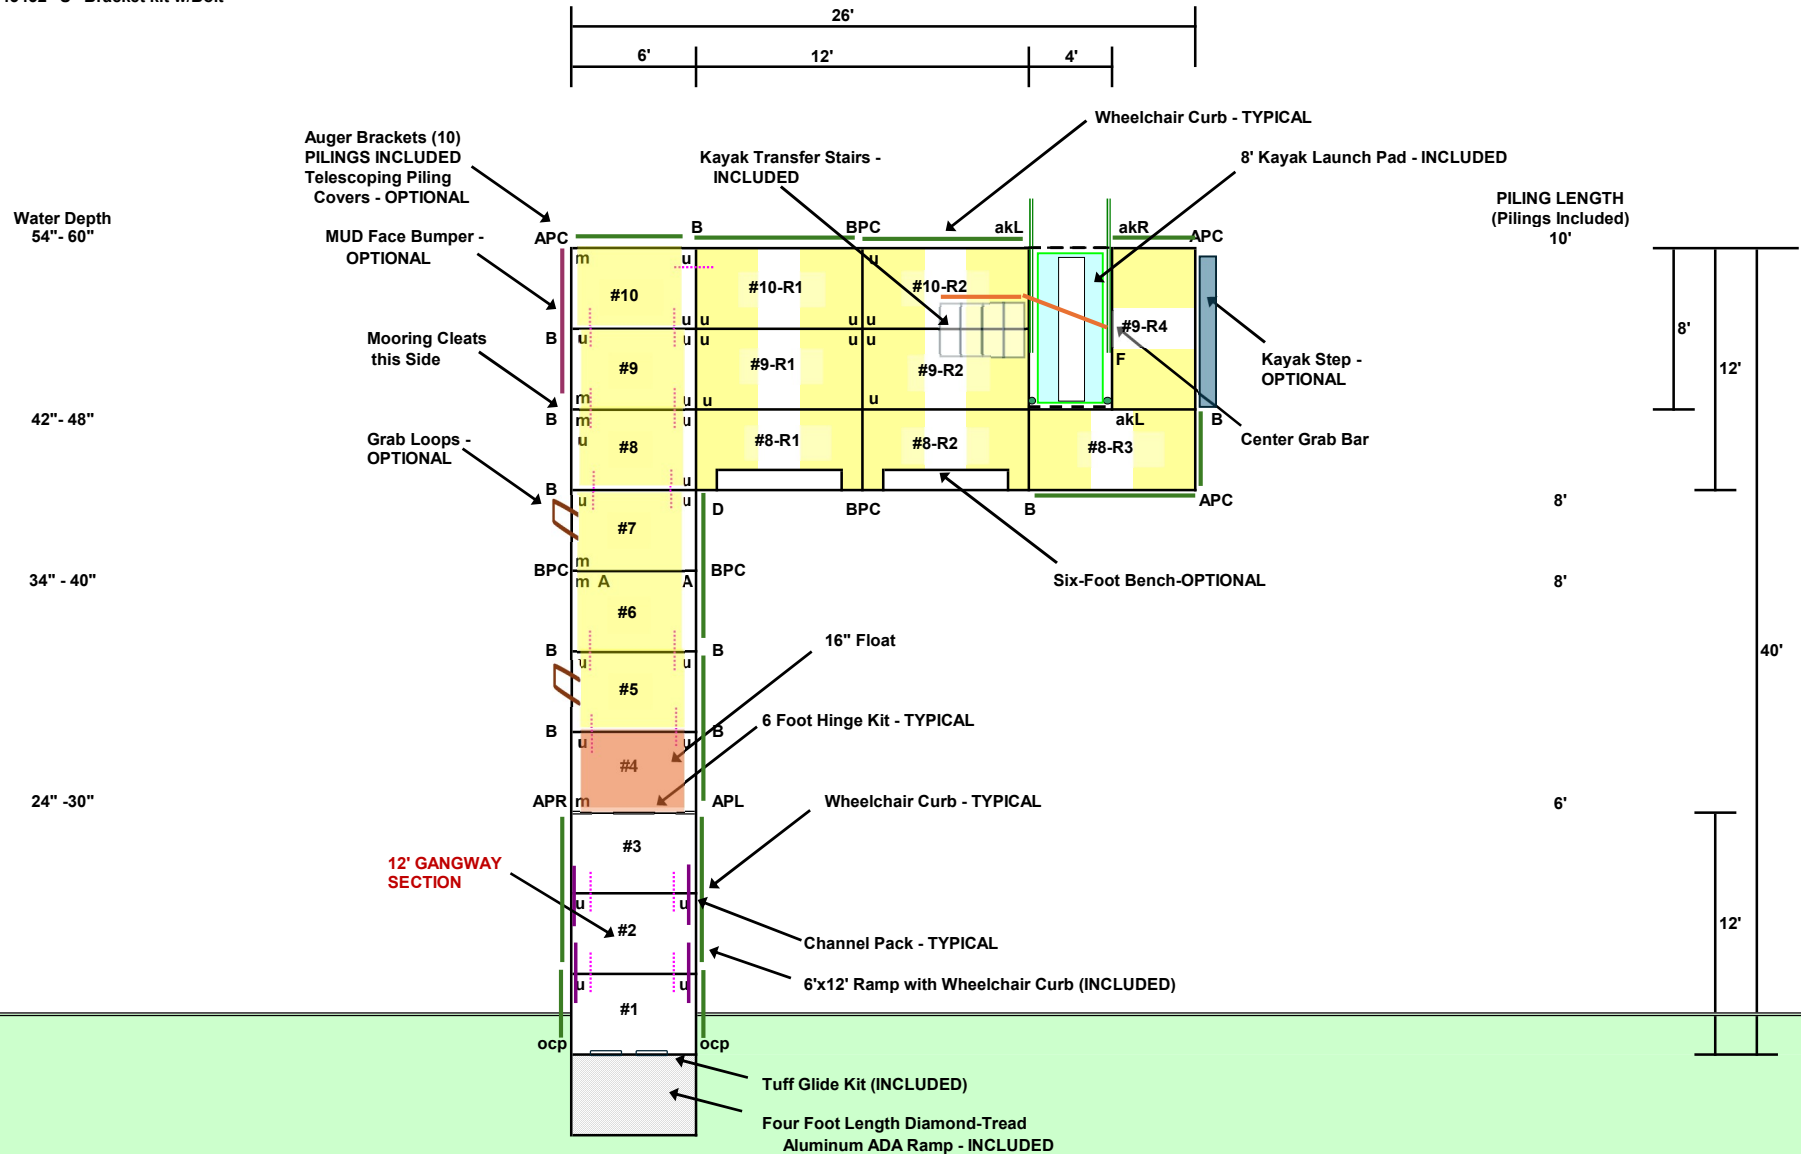 26'
6'
12'
4'
Wheelchair Curb - TYPICAL
Auger Brackets (10)
PILINGS INCLUDED
Telescoping Piling
Covers - OPTIONAL
Kayak Transfer Stairs -
INCLUDED
8' Kayak Launch Pad - INCLUDED
PILING LENGTH
(Pilings Included)
10'
Water Depth
54"- 60"
MUD Face Bumper -
OPTIONAL
APC
B
BPC
akL
akR
APC
m
u
u
#10
#10-R1
#10-R2
u
u
u
u
B
Mooring Cleats
this Side
u
u
u
u
u
#9
#9-R1
#9-R2
#9-R4
F
Kayak Step -
OPTIONAL
8'
12'
m
u
u
u
42"- 48"
B
m
u
akL
B
u
#8
#8-R1
#8-R2
#8-R3
Center Grab Bar
Grab Loops -
OPTIONAL
u
B
u
u
D
BPC
B
APC
8'
#7
m
34" - 40"
BPC
m
A
A
BPC
Six-Foot Bench-OPTIONAL
8'
#6
16" Float
B
u
u
B
40'
#5
6 Foot Hinge Kit - TYPICAL
B
u
u
B
#4
24" -30"
APR
m
APL
Wheelchair Curb - TYPICAL
6'
#3
12' GANGWAY
SECTION
u
u
#2
Channel Pack - TYPICAL
12'
u
u
6'x12' Ramp with Wheelchair Curb (INCLUDED)
#1
ocp
ocp
Tuff Glide Kit (INCLUDED)
Four Foot Length Diamond-Tread
Aluminum ADA Ramp - INCLUDED